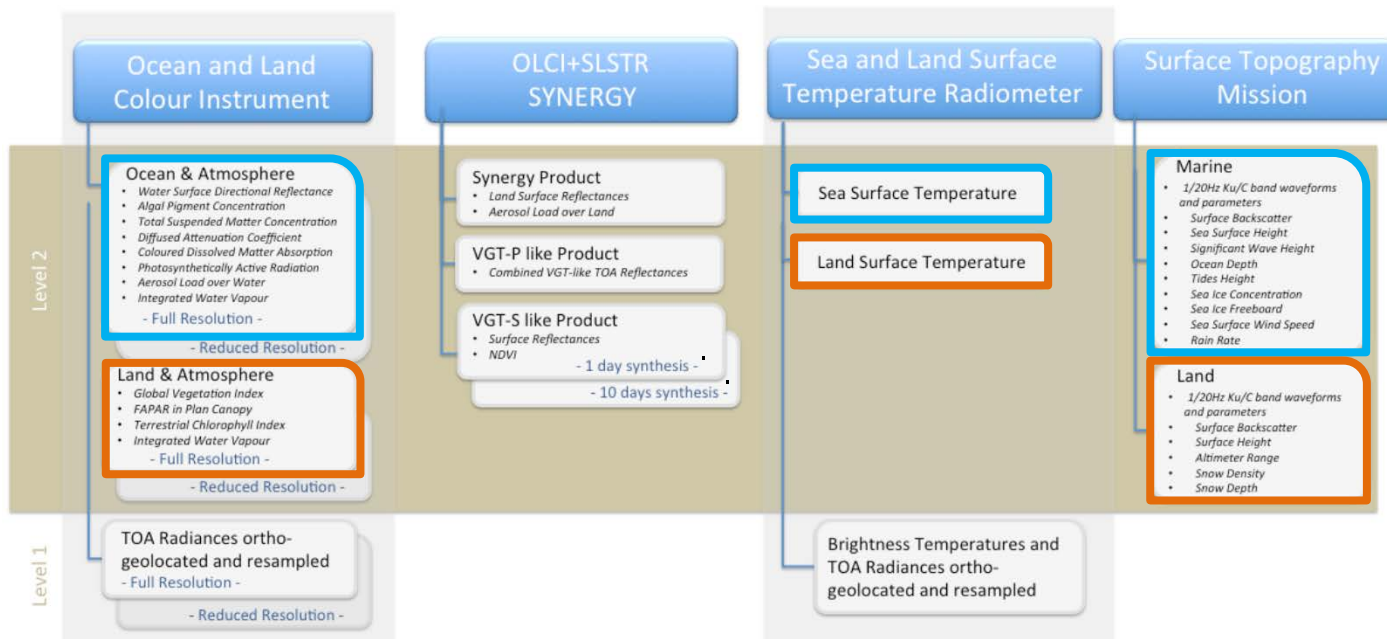 Ocean and Land
Colour Instrument
OLCI+SLSTR
SYNERGY
Sea and Land Surface
Temperature Radiometer
Surface Topography
Mission
Level 2
Ocean & Atmosphere
• Water Surface Directional Reflectance
• Algal Pigment Concentration
• Total Suspended Matter Concentration
• Diffused Attenuation Coefficient
• Coloured Dissolved Matter Absorption
• Photosynthetically Active Radiation
• Aerosol Load over Water
• Integrated Water Vapour
- Full Resolution -
- Reduced Resolution -
Land & Atmosphere
• Global Vegetation Index
• FAPAR in Plan Canopy
• Terrestrial Chlorophyll Index
• Integrated Water Vapour
- Full Resolution -
- Reduced Resolution -
Synergy Product
• Land Surface Reflectances
• Aerosol Load over Land
VGT-P like Product
• Combined VGT-like TOA Reflectances
VGT-S like Product
• Surface Reflectances
• NDVI
- 1 day synthesis -
- 10 days synthesis -
Sea Surface Temperature
Land Surface Temperature
Marine
• 1/20Hz Ku/C band waveforms
and parameters
• Surface Backscatter
• Sea Surface Height
• Significant Wave Height
• Ocean Depth
• Tides Height
• Sea Ice Concentration
• Sea Ice Freeboard
• Sea Surface Wind Speed
• Rain Rate
Land
• 1/20Hz Ku/C band waveforms
and parameters
• Surface Backscatter
• Surface Height
• Altimeter Range
• Snow Density
• Snow Depth
Level 1
TOA Radiances ortho-
geolocated and resampled
- Full Resolution -
- Reduced Resolution -
Brightness Temperatures and
TOA Radiances ortho-
geolocated and resampled